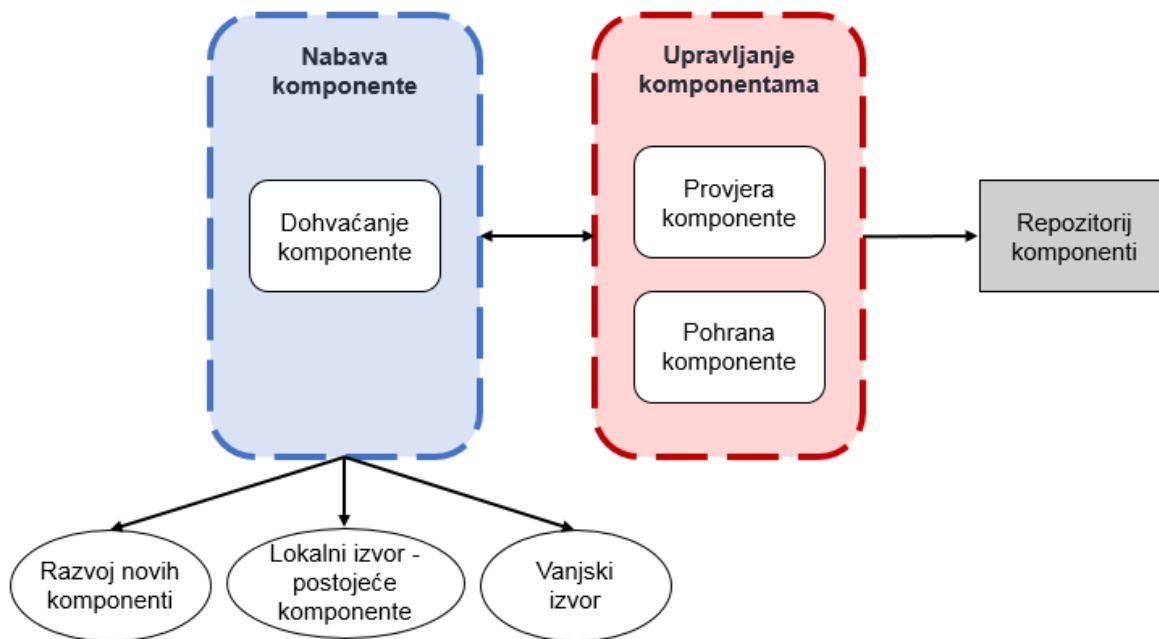 Nabava
komponente
Upravljanje
komponentama
Dohvaćanje
komponente
Provjera
komponente
Pohrana
komponente
Repozitorij
komponenti
Razvoj novih
komponenti
Lokalni izvor -
postojeće
komponente
Vanjski
izvor